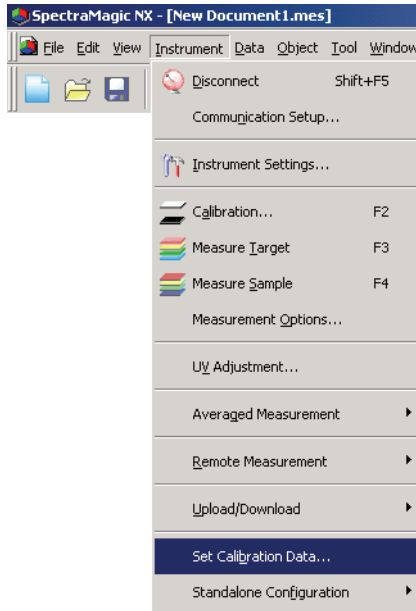 SpectraMagic NX - [New Document1.mes]
File Edit View Instrument Data Object Tool Window
Disconnect Shift+F5
Communication Setup...
Instrument Settings...
Calibration... F2
Measure Target F3
Measure Sample F4
Measurement Options...
UV Adjustment...
Averaged Measurement
Remote Measurement
Upload/Download
Set Calibration Data...
Standalone Configuration